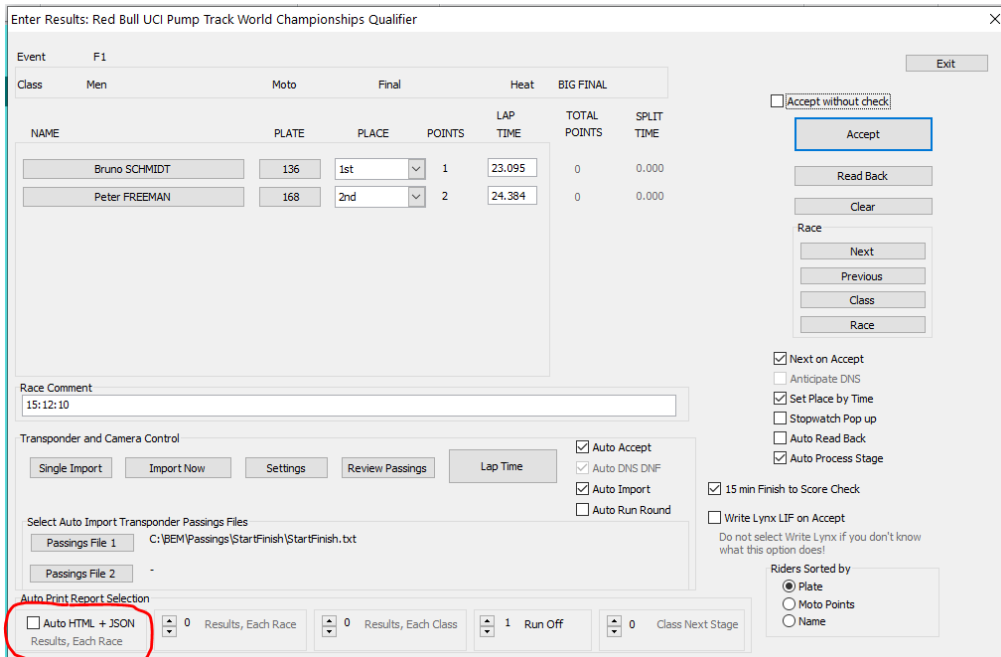 Enter Results: Red Bull UCI Pump Track World Championships Qualifier
Event F1
Exit
Class Men Moto Final Heat BIG FINAL
Accept without check
NAME PLATE PLACE POINTS LAP TIME TOTAL POINTS SPLIT TIME
Accept
Bruno SCHMIDT 136 1st 1 23.095 0 0.000
Read Back
Peter FREEMAN 168 2nd 2 24.384 0 0.000
Clear
Race
Next
Previous
Class
Race
Next on Accept
Anticipate DNS
Set Place by Time
Stopwatch Pop up
Auto Read Back
Auto Process Stage
Race Comment
15:12:10
Transponder and Camera Control
Single Import Import Now Settings Review Passings Lap Time
Auto Accept
Auto DNS DNF
Auto Import
Auto Run Round
15 min Finish to Score Check
Write Lynx LIF on Accept
Do not select Write Lynx if you don't know
what this option does!
Select Auto Import Transponder Passings Files
Passings File 1 C:\BEM\Passings\StartFinish\StartFinish.txt
Passings File 2 -
Riders Sorted by
Plate
Moto Points
Name
Auto Print Report Selection
Auto HTML + JSON
Results, Each Race
0 Results, Each Race
0 Results, Each Class
1 Run Off
0 Class Next Stage